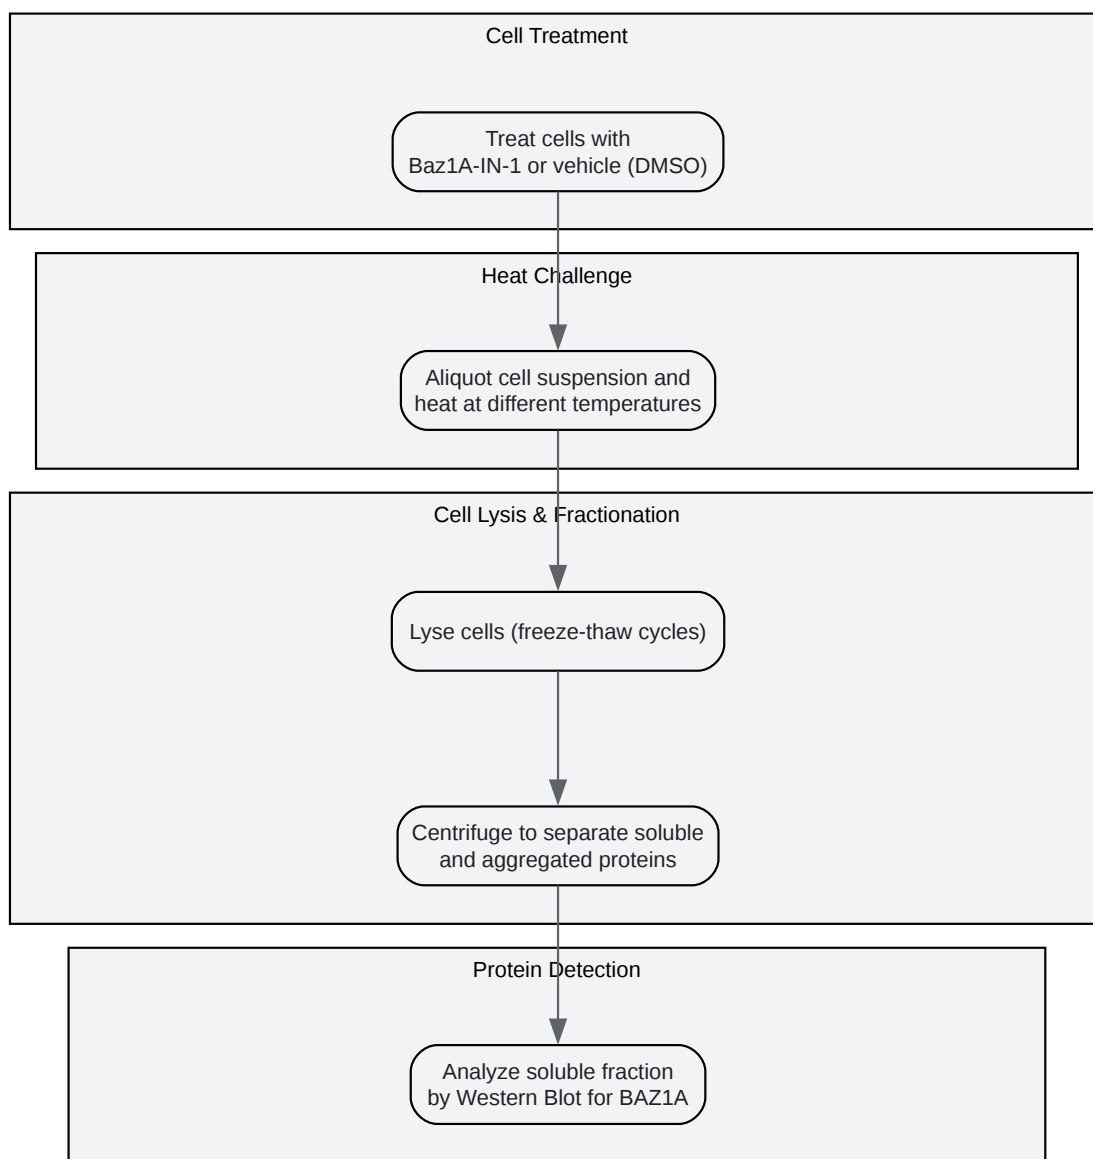 Cell Treatment
Treat cells with
Baz1A-IN-1 or vehicle (DMSO)
Heat Challenge
Aliquot cell suspension and
heat at different temperatures
Cell Lysis & Fractionation
Lyse cells (freeze-thaw cycles)
Centrifuge to separate soluble
and aggregated proteins
Protein Detection
Analyze soluble fraction
by Western Blot for BAZ1A